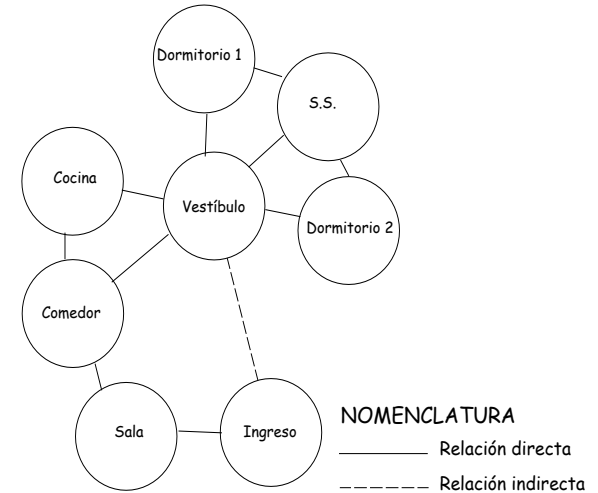 Dormitorio 1
S.S.
Cocina
Vestíbulo
Dormitorio 2
Comedor
Sala
Ingreso
NOMENCLATURA
Relación directa
Relación indirecta